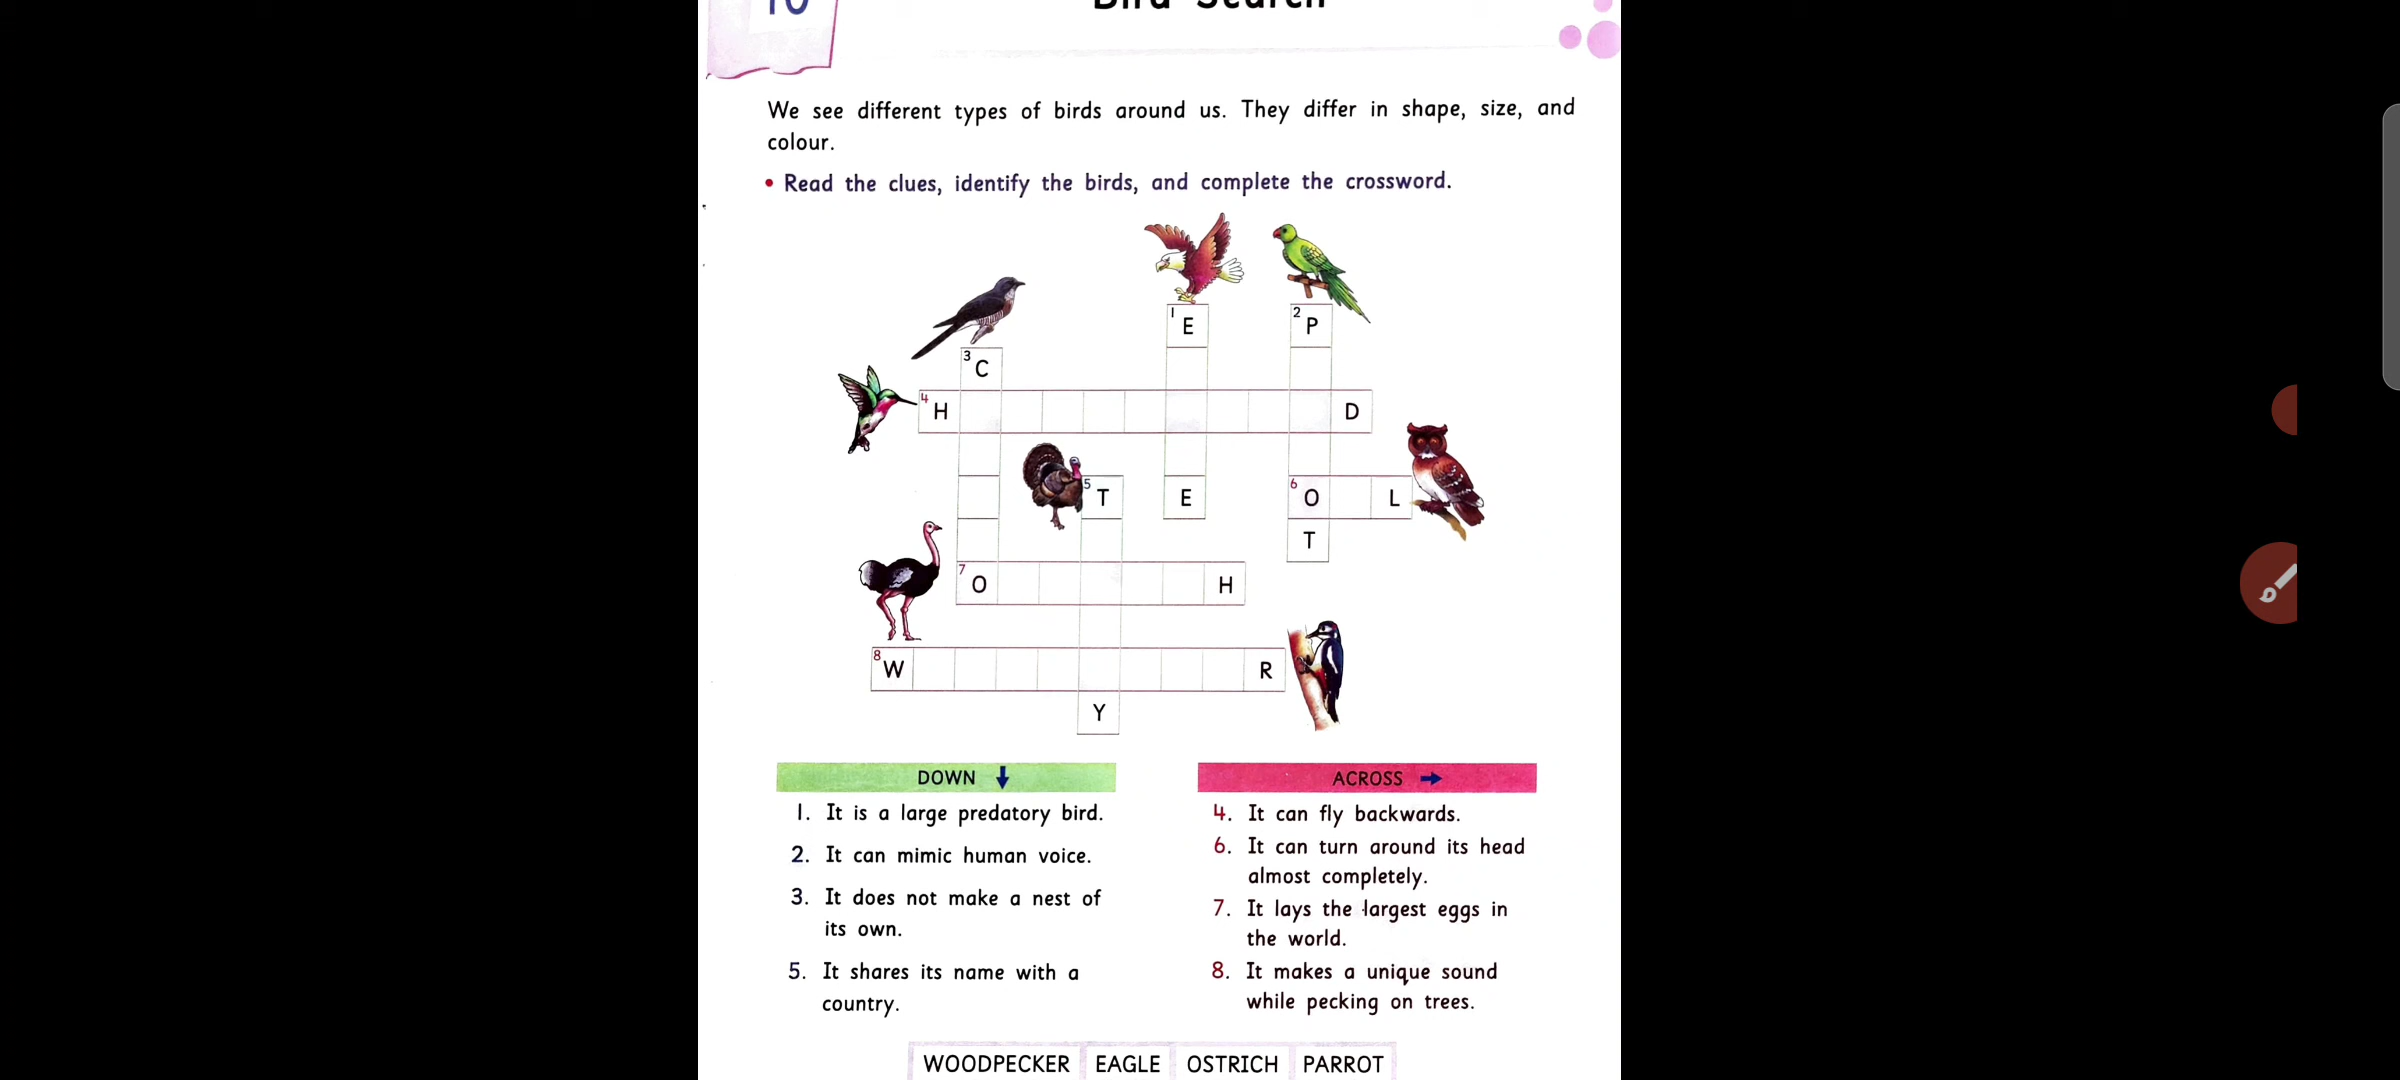 10
Bird Search
We see different types of birds around us. They differ in shape, size, and
colour.
• Read the clues, identify the birds, and complete the crossword.
1 E
2 P
3 C
4 H D
5 T
E
6 O L
T
7 O H
8 W R
Y
DOWN
1. It is a large predatory bird.
2. It can mimic human voice.
3. It does not make a nest of
its own.
5. It shares its name with a
country.
ACROSS
4. It can fly backwards.
6. It can turn around its head
almost completely.
7. It lays the largest eggs in
the world.
8. It makes a unique sound
while pecking on trees.
WOODPECKER EAGLE OSTRICH PARROT